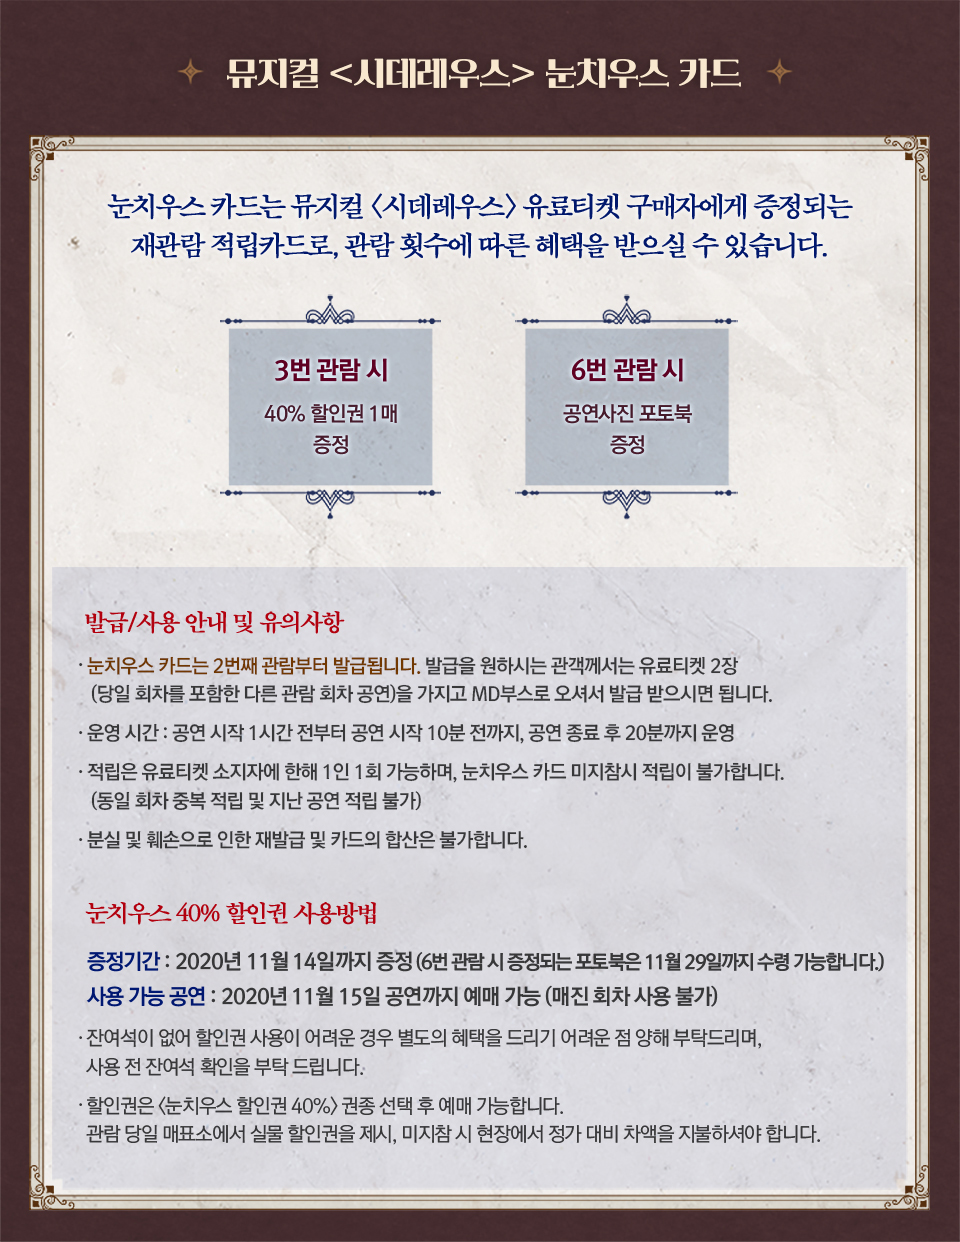 뮤지컬 <시데레우스> 눈치우스 카드
눈치우스 카드는 뮤지컬 〈시데레우스〉 유료티켓 구매자에게 증정되는
재관람 적립카드로, 관람 횟수에 따른 혜택을 받으실 수 있습니다.
3번 관람 시
40% 할인권 1매
증정
6번 관람 시
공연사진 포토북
증정
발급/사용 안내 및 유의사항
· 눈치우스 카드는 2번째 관람부터 발급됩니다. 발급을 원하시는 관객께서는 유료티켓 2장
(당일 회차를 포함한 다른 관람 회차 공연)을 가지고 MD부스로 오셔서 발급 받으시면 됩니다.
· 운영 시간 : 공연 시작 1시간 전부터 공연 시작 10분 전까지, 공연 종료 후 20분까지 운영
· 적립은 유료티켓 소지자에 한해 1인 1회 가능하며, 눈치우스 카드 미지참시 적립이 불가합니다.
(동일 회차 중복 적립 및 지난 공연 적립 불가)
· 분실 및 훼손으로 인한 재발급 및 카드의 합산은 불가합니다.
눈치우스 40% 할인권 사용방법
증정기간 : 2020년 11월 14일까지 증정 (6번 관람 시 증정되는 포토북은 11월 29일까지 수령 가능합니다.)
사용 가능 공연 : 2020년 11월 15일 공연까지 예매 가능 (매진 회차 사용 불가)
· 잔여석이 없어 할인권 사용이 어려운 경우 별도의 혜택을 드리기 어려운 점 양해 부탁드리며,
사용 전 잔여석 확인을 부탁 드립니다.
· 할인권은 〈눈치우스 할인권 40%〉 권종 선택 후 예매 가능합니다.
관람 당일 매표소에서 실물 할인권을 제시, 미지참 시 현장에서 정가 대비 차액을 지불하셔야 합니다.